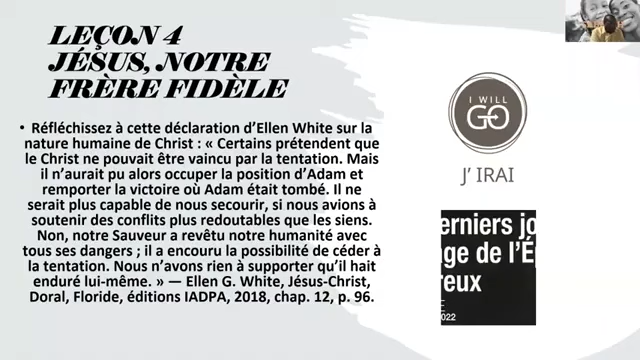 LEÇON 4
JÉSUS, NOTRE
FRÈRE FIDÈLE
• Réfléchissez à cette déclaration d'Ellen White sur la
nature humaine de Christ : « Certains prétendent que
le Christ ne pouvait être vaincu par la tentation. Mais
il n'aurait pu alors occuper la position d'Adam et
remporter la victoire où Adam était tombé. Il ne
serait plus capable de nous secourir, si nous avions à
soutenir des conflits plus redoutables que les siens.
Non, notre Sauveur a revêtu notre humanité avec
tous ses dangers ; il a encouru la possibilité de céder à
la tentation. Nous n'avons rien à supporter qu'il hait
enduré lui-même. » — Ellen G. White, Jésus-Christ,
Doral, Floride, éditions IADPA, 2018, chap. 12, p. 96.
I WILL
GO
J' IRAI
erniers jo
ge de l'Ép
reux
E
2022